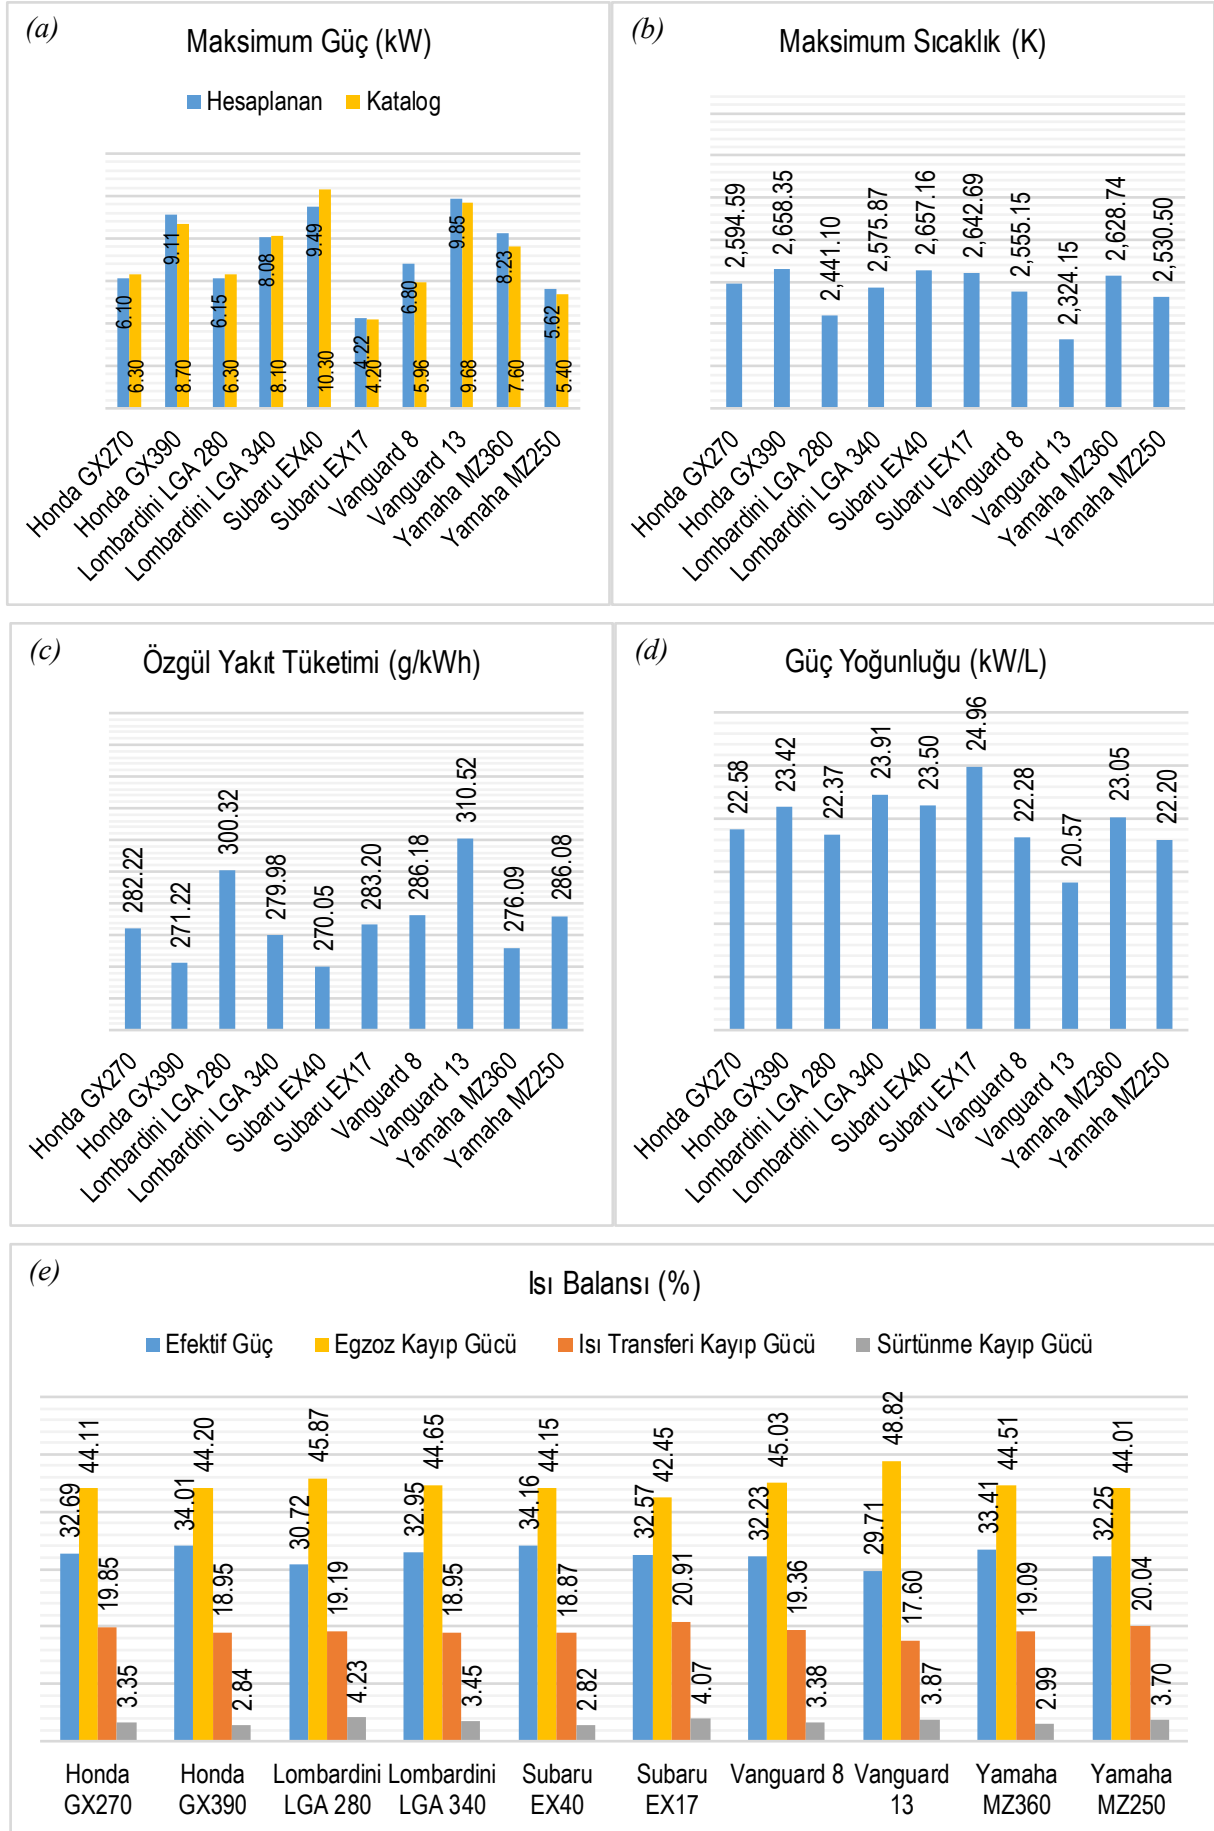 (a)
Maksimum Güç (kW)
Hesaplanan Katalog
6.10 9.11 6.15 8.08 9.49 4.22 6.80 9.85 8.23 5.62
6.30 8.70 6.30 8.10 10.30 4.20 5.96 9.68 7.60 5.40
Honda GX270
Honda GX390
Lombardini LGA 280
Lombardini LGA 340
Subaru EX40
Subaru EX17
Vanguard 8
Vanguard 13
Yamaha MZ360
Yamaha MZ250
(b)
Maksimum Sıcaklık (K)
2,594.59 2,658.35 2,441.10 2,575.87 2,657.16 2,642.69 2,555.15 2,324.15 2,628.74 2,530.50
Honda GX270
Honda GX390
Lombardini LGA 280
Lombardini LGA 340
Subaru EX40
Subaru EX17
Vanguard 8
Vanguard 13
Yamaha MZ360
Yamaha MZ250
(c)
Özgül Yakıt Tüketimi (g/kWh)
282.22 271.22 300.32 279.98 270.05 283.20 286.18 310.52 276.09 286.08
Honda GX270
Honda GX390
Lombardini LGA 280
Lombardini LGA 340
Subaru EX40
Subaru EX17
Vanguard 8
Vanguard 13
Yamaha MZ360
Yamaha MZ250
(d)
Güç Yoğunluğu (kW/L)
22.58 23.42 22.37 23.91 23.50 24.96 22.28 20.57 23.05 22.20
Honda GX270
Honda GX390
Lombardini LGA 280
Lombardini LGA 340
Subaru EX40
Subaru EX17
Vanguard 8
Vanguard 13
Yamaha MZ360
Yamaha MZ250
(e)
Isı Balansı (%)
Efektif Güç Egzoz Kayıp Gücü Isı Transferi Kayıp Gücü Sürtünme Kayıp Gücü
32.69 44.11 19.85 3.35
34.01 44.20 18.95 2.84
30.72 45.87 19.19 4.23
32.95 44.65 18.95 3.45
34.16 44.15 18.87 2.82
32.57 42.45 20.91 4.07
32.23 45.03 19.36 3.38
29.71 48.82 17.60 3.87
33.41 44.51 19.09 2.99
32.25 44.01 20.04 3.70
Honda Honda Lombardini Lombardini Subaru Subaru Vanguard 8 Vanguard Yamaha Yamaha
GX270 GX390 LGA 280 LGA 340 EX40 EX17 13 MZ360 MZ250